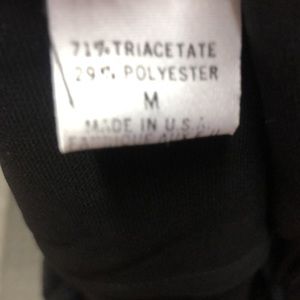 71% TRIACETATE
29% POLYESTER
M
MADE IN U.S.A.